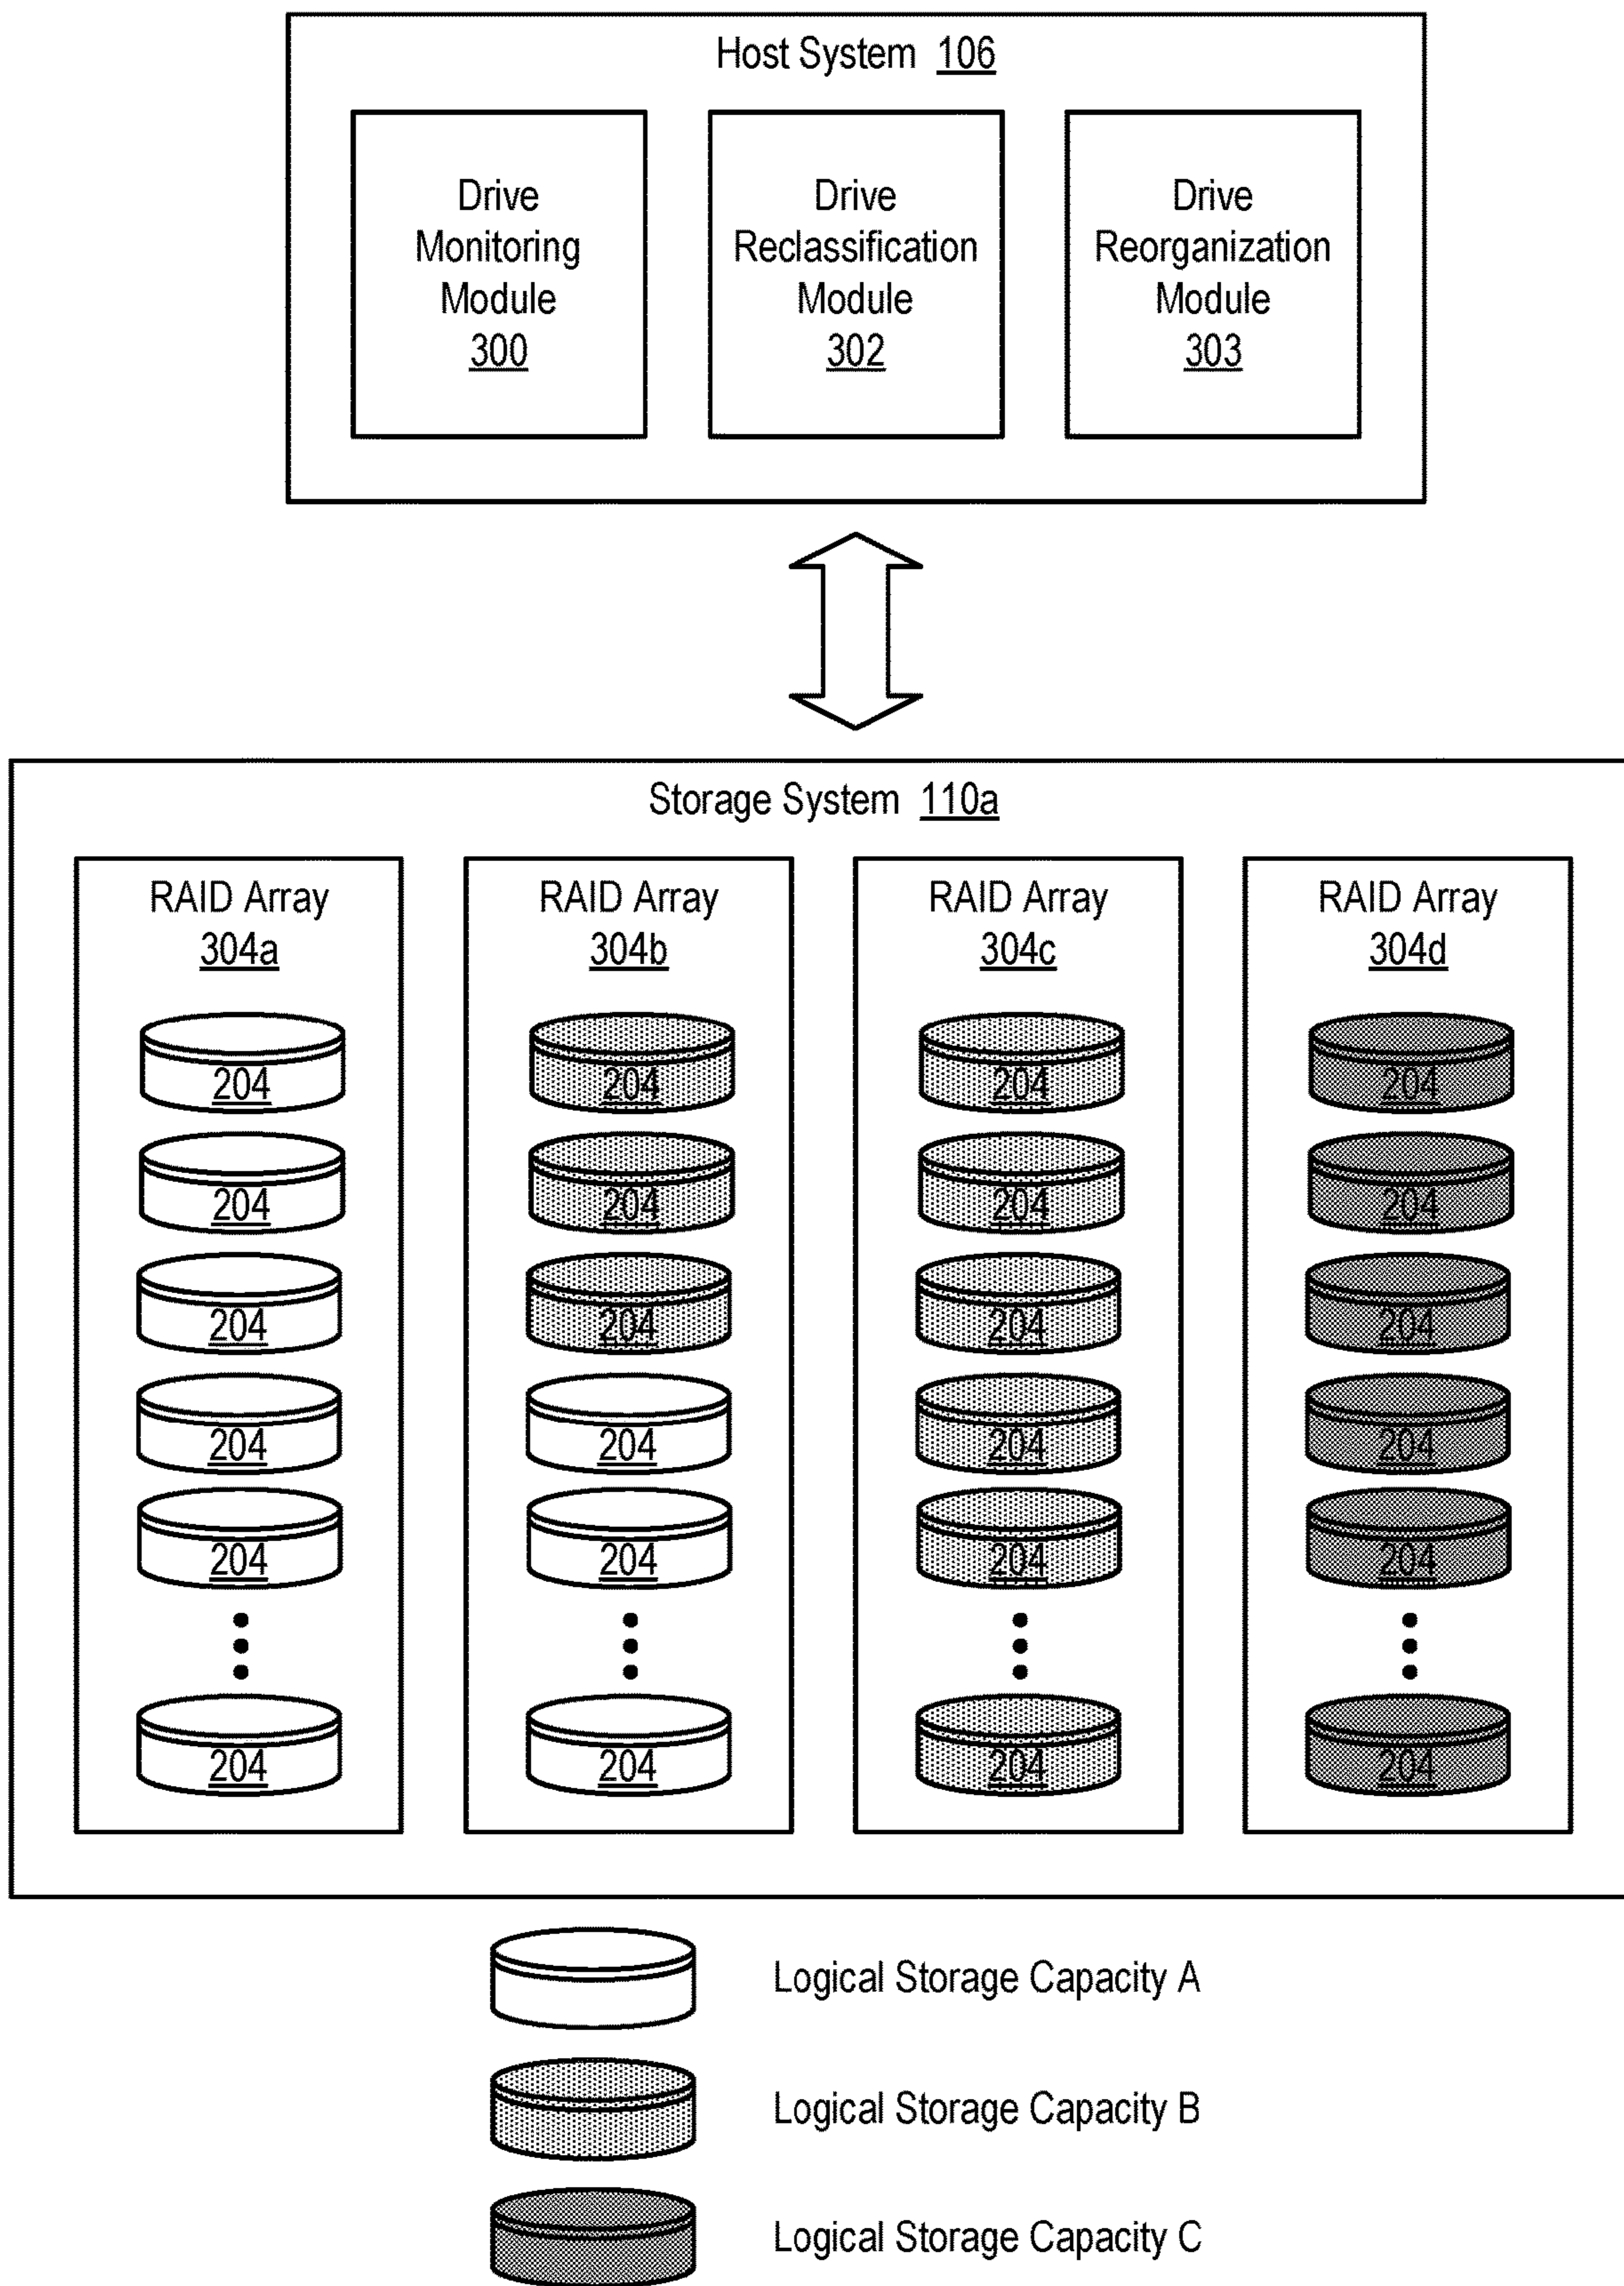 Host System 106
Drive
Monitoring
Module
300
Drive
Reclassification
Module
302
Drive
Reorganization
Module
303
Storage System 110a
RAID Array
304a
204
204
204
204
204
204
RAID Array
304b
204
204
204
204
204
204
RAID Array
304c
204
204
204
204
204
204
RAID Array
304d
204
204
204
204
204
204
Logical Storage Capacity A
Logical Storage Capacity B
Logical Storage Capacity C